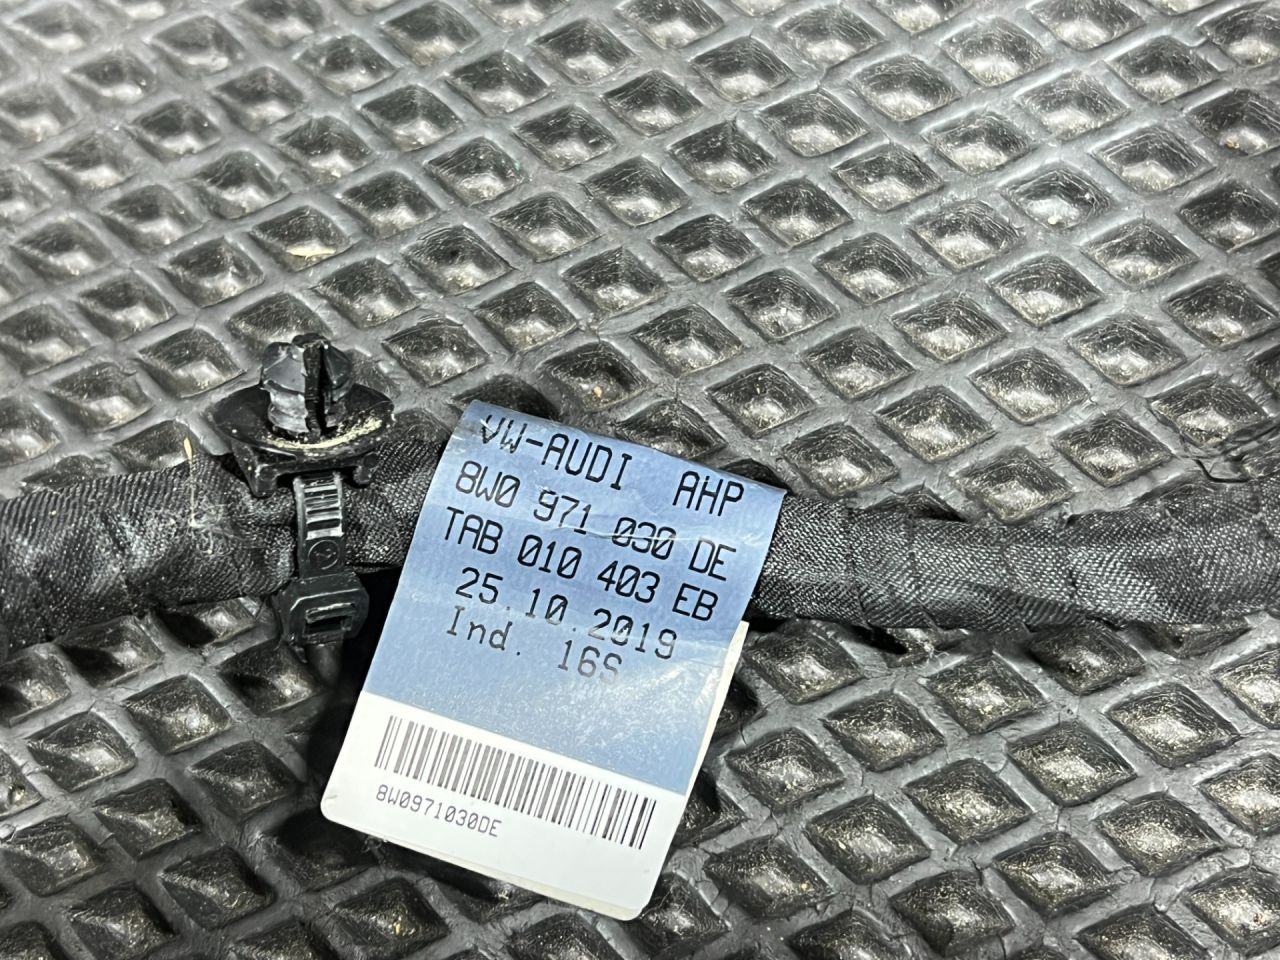 VW-AUDI AHP
8W0 971 030 DE
TAB 010 403 EB
25.10.2019
Ind. 16S
8W0971030DE